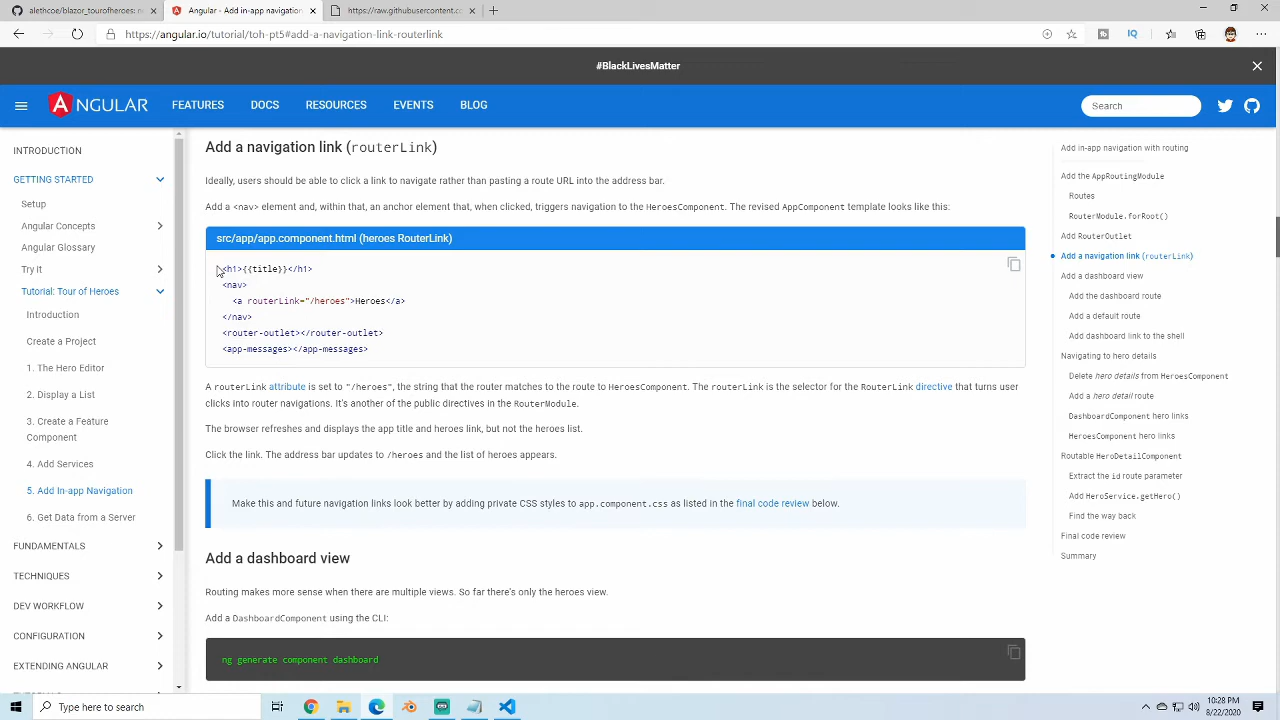 alethcoe/blazor_tourofheroes: n
Angular - Add in-app navigation
https://raw.githubusercontent.c
https://angular.io/tutorial/toh-pt5#add-a-navigation-link-routerlink
#BlackLivesMatter
ANGULAR
FEATURES
DOCS
RESOURCES
EVENTS
BLOG
Search
INTRODUCTION
GETTING STARTED
Setup
Angular Concepts
Angular Glossary
Try it
Tutorial: Tour of Heroes
Introduction
Create a Project
1. The Hero Editor
2. Display a List
3. Create a Feature
Component
4. Add Services
5. Add In-app Navigation
6. Get Data from a Server
FUNDAMENTALS
TECHNIQUES
DEV WORKFLOW
CONFIGURATION
EXTENDING ANGULAR
Add a navigation link (routerLink)
Ideally, users should be able to click a link to navigate rather than pasting a route URL into the address bar.
Add a <nav> element and, within that, an anchor element that, when clicked, triggers navigation to the HeroesComponent. The revised AppComponent template looks like this:
src/app/app.component.html (heroes RouterLink)
<h1>{{title}}</h1>
<nav>
<a routerLink="/heroes">Heroes</a>
</nav>
<router-outlet></router-outlet>
<app-messages></app-messages>
A routerLink attribute is set to "/heroes", the string that the router matches to the route to HeroesComponent. The routerLink is the selector for the RouterLink directive that turns user
clicks into router navigations. It's another of the public directives in the RouterModule.
The browser refreshes and displays the app title and heroes link, but not the heroes list.
Click the link. The address bar updates to /heroes and the list of heroes appears.
Make this and future navigation links look better by adding private CSS styles to app.component.css as listed in the final code review below.
Add a dashboard view
Routing makes more sense when there are multiple views. So far there's only the heroes view.
Add a DashboardComponent using the CLI:
ng generate component dashboard
Add in-app navigation with routing
Add the AppRoutingModule
Routes
RouterModule.forRoot()
Add RouterOutlet
Add a navigation link (routerLink)
Add a dashboard view
Add the dashboard route
Add a default route
Add dashboard link to the shell
Navigating to hero details
Delete hero details from HeroesComponent
Add a hero detail route
DashboardComponent hero links
HeroesComponent hero links
Routable HeroDetailComponent
Extract the id route parameter
Add HeroService.getHero()
Find the way back
Final code review
Summary
Type here to search
10:28 PM
8/22/2020